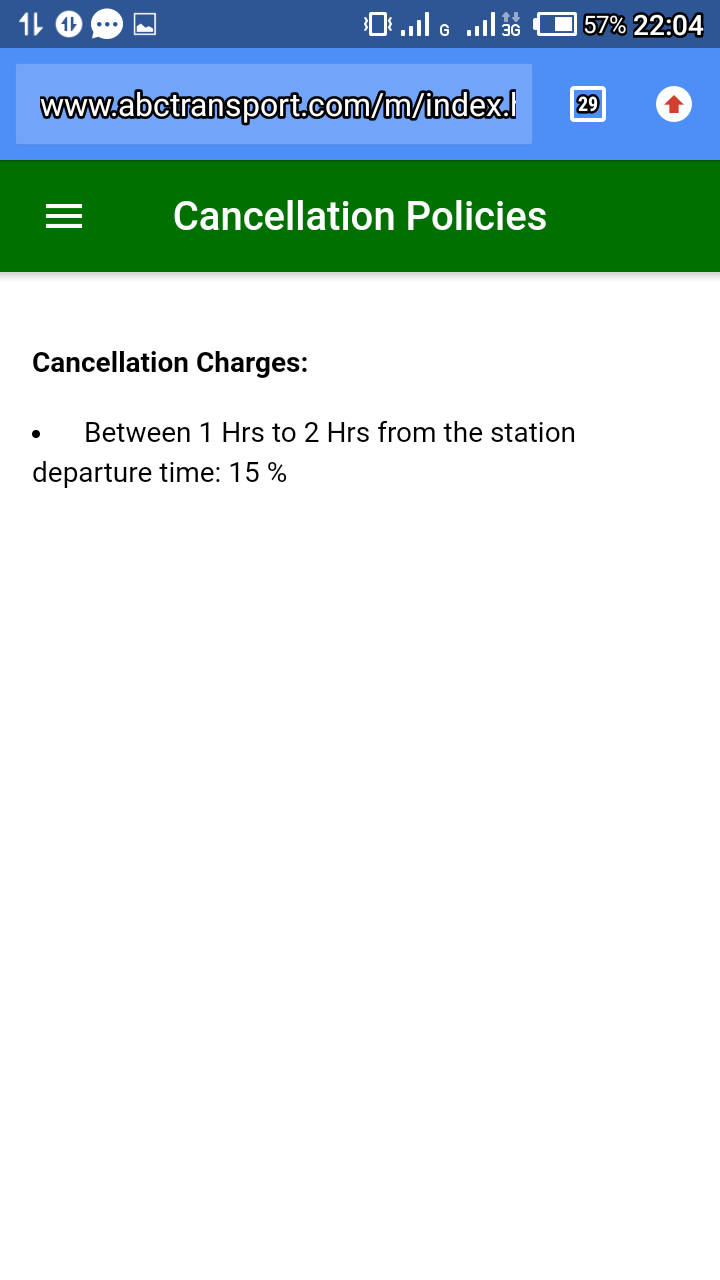 G 3G 57% 22:04
www.abctransport.com/m/index.h
29
Cancellation Policies
Cancellation Charges:
• Between 1 Hrs to 2 Hrs from the station
departure time: 15 %